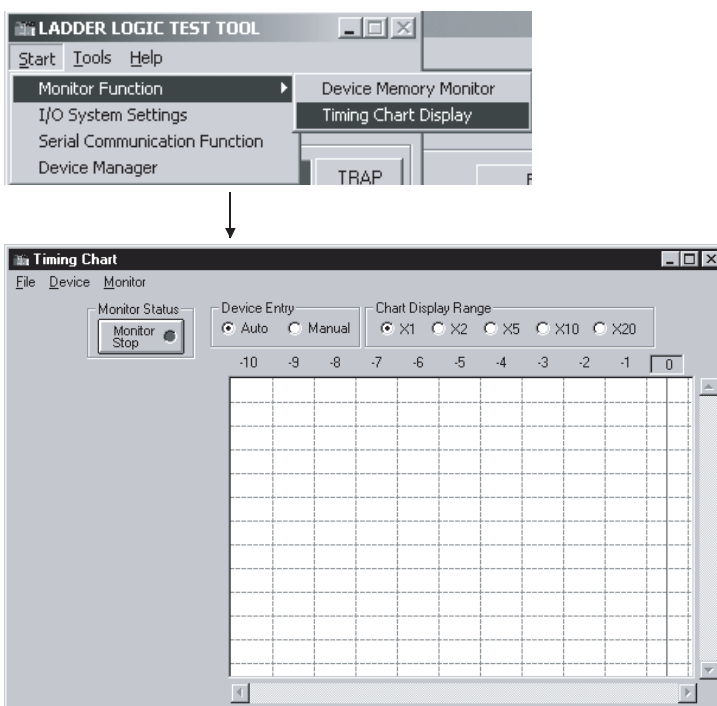 LADDER LOGIC TEST TOOL
Start Tools Help
Monitor Function
Device Memory Monitor
I/O System Settings
Timing Chart Display
Serial Communication Function
Device Manager
TRAP
Timing Chart
File Device Monitor
Monitor Status
Monitor Stop
Device Entry
Auto Manual
Chart Display Range
X1 X2 X5 X10 X20
-10 -9 -8 -7 -6 -5 -4 -3 -2 -1 0